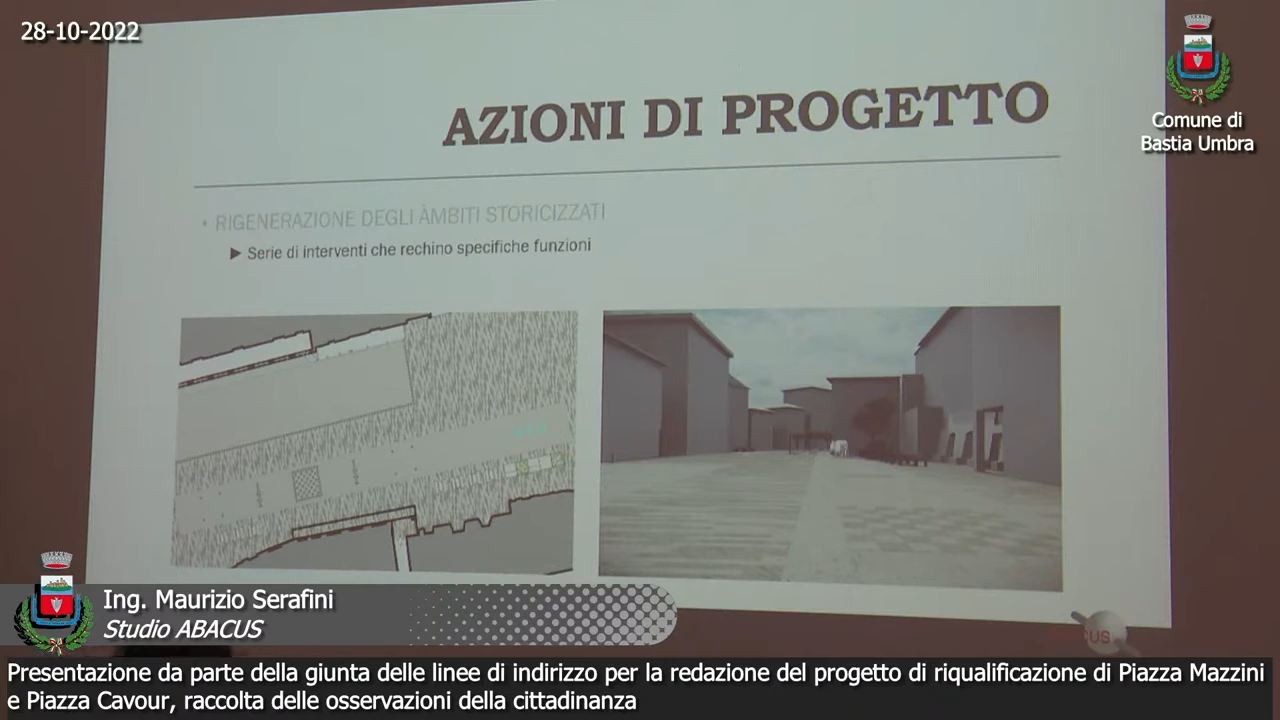 28-10-2022
Comune di
Bastia Umbra
AZIONI DI PROGETTO
• RIGENERAZIONE DEGLI ÀMBITI STORICIZZATI
▶ Serie di interventi che rechino specifiche funzioni
Ing. Maurizio Serafini
Studio ABACUS
Presentazione da parte della giunta delle linee di indirizzo per la redazione del progetto di riqualificazione di Piazza Mazzini
e Piazza Cavour, raccolta delle osservazioni della cittadinanza